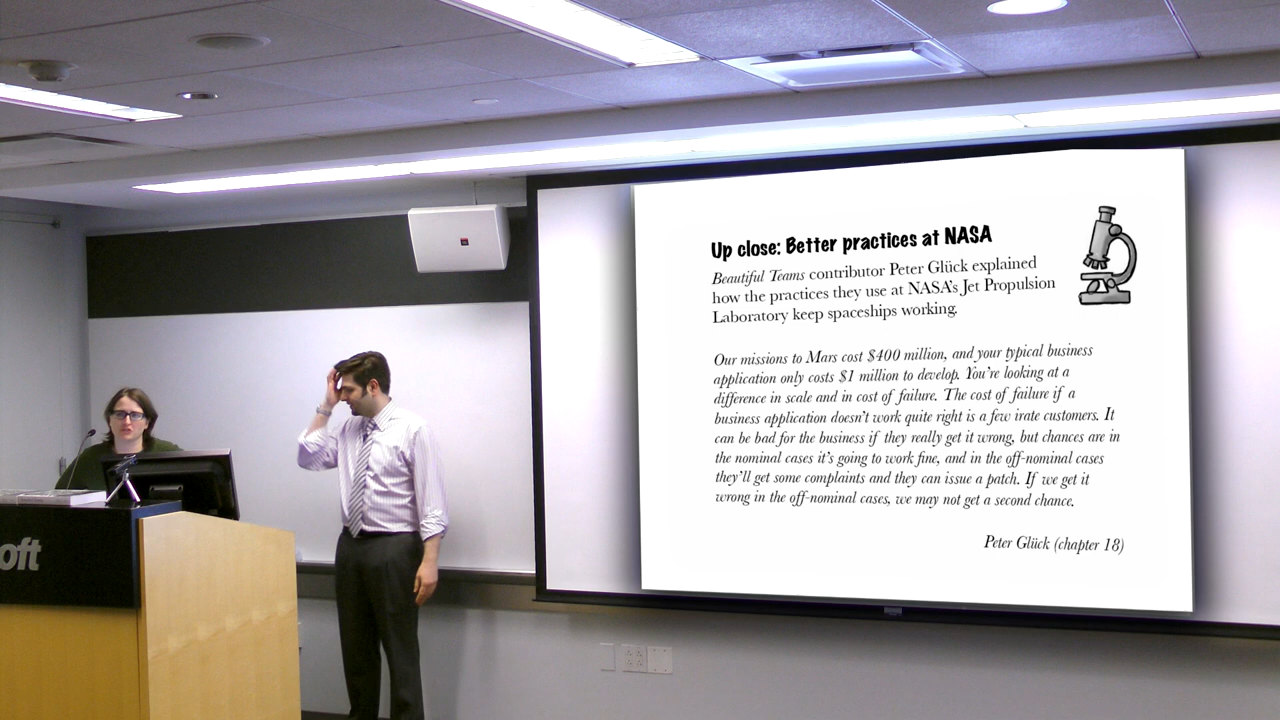 Up close: Better practices at NASA
Beautiful Teams contributor Peter Glück explained
how the practices they use at NASA's Jet Propulsion
Laboratory keep spaceships working.
Our missions to Mars cost $400 million, and your typical business
application only costs $1 million to develop. You're looking at a
difference in scale and in cost of failure. The cost of failure if a
business application doesn't work quite right is a few irate customers. It
can be bad for the business if they really get it wrong, but chances are in
the nominal cases it's going to work fine, and in the off-nominal cases
they'll get some complaints and they can issue a patch. If we get it
wrong in the off-nominal cases, we may not get a second chance.
Peter Glück (chapter 18)
oft